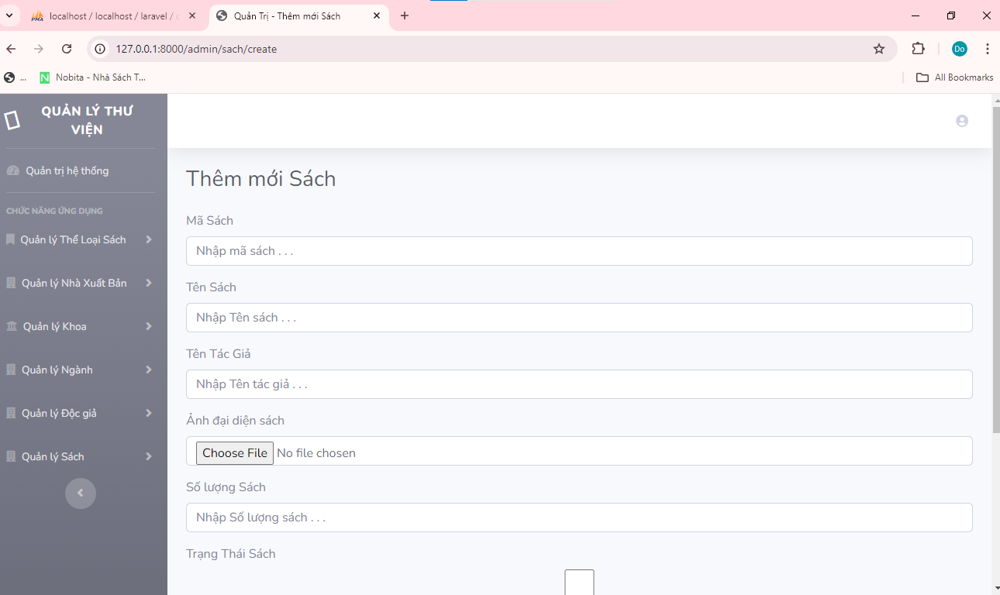 localhost / localhost / laravel / c
Quản Trị - Thêm mới Sách
127.0.0.1:8000/admin/sach/create
Do
...
Nobita - Nhà Sách T...
All Bookmarks
QUẢN LÝ THƯ
VIỆN
Quản trị hệ thống
CHỨC NĂNG ỨNG DỤNG
Quản lý Thể Loại Sách
Quản lý Nhà Xuất Bản
Quản lý Khoa
Quản lý Ngành
Quản lý Độc giả
Quản lý Sách
Thêm mới Sách
Mã Sách
Nhập mã sách . . .
Tên Sách
Nhập Tên sách . . .
Tên Tác Giả
Nhập Tên tác giả . . .
Ảnh đại diện sách
Choose File No file chosen
Số lượng Sách
Nhập Số lượng sách . . .
Trạng Thái Sách